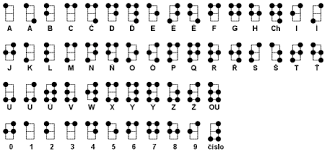 A Á B C Č D Ď E É Ě F G H Ch I Í
J K L M N Ň O Ó P Q R Ř S Š T Ť
U Ú Ů V W X Y Ý Z Ž OU
0 1 2 3 4 5 6 7 8 9 číslo